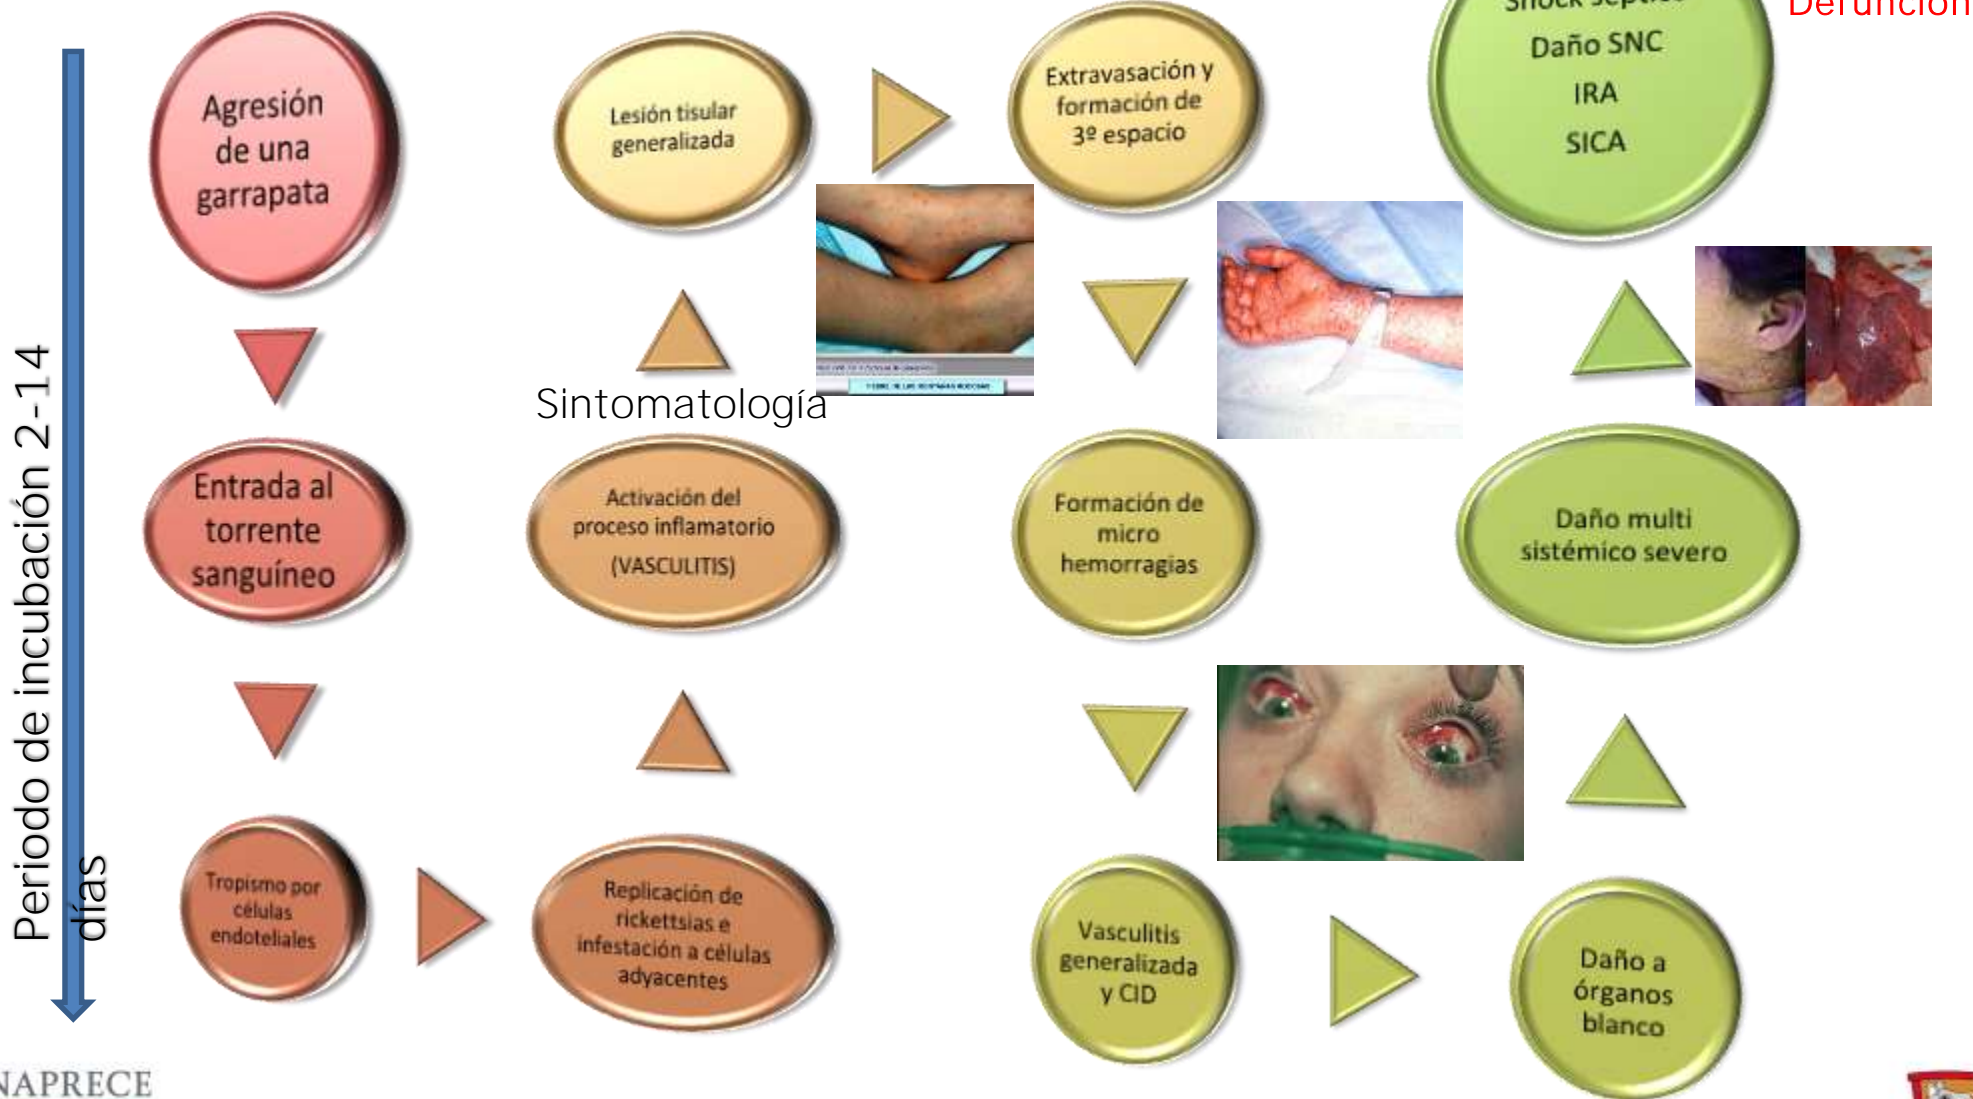 Periodo de incubación 2-14
días
Agresión
de una
garrapata
Entrada al
torrente
sanguíneo
Tropismo por
células
endoteliales
Replicación de
rickettsias e
infestación a células
adyacentes
Activación del
proceso inflamatorio
(VASCULITIS)
Sintomatología
Lesión tisular
generalizada
Extravasación y
formación de
3º espacio
Formación de
micro
hemorragias
Vasculitis
generalizada
y CID
Daño a
órganos
blanco
Daño multi
sistémico severo
Daño SNC
IRA
SICA
Defunción
NAPRECE